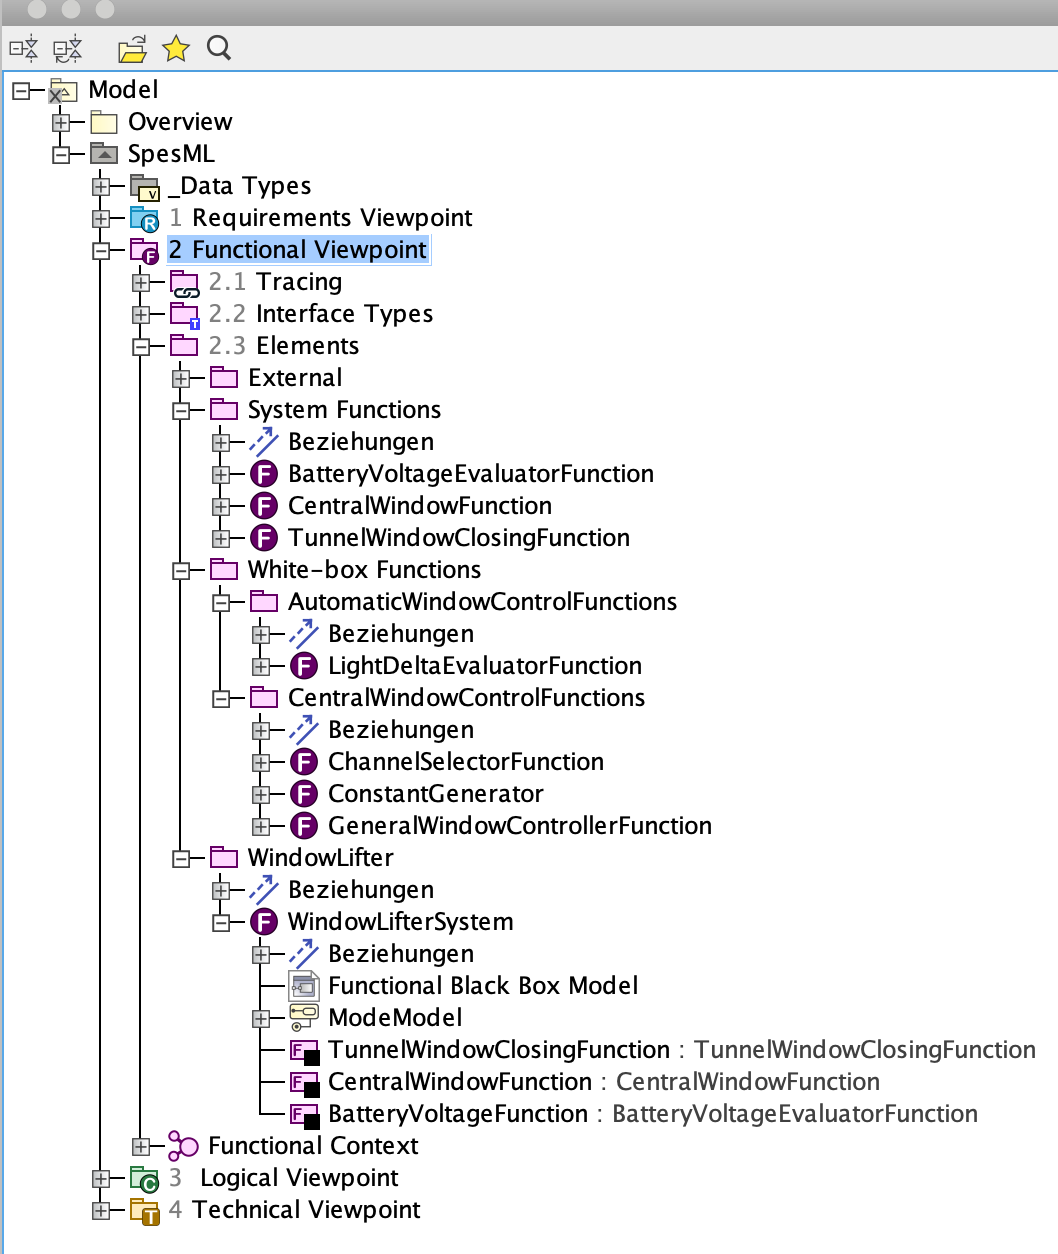 Model
Overview
SpesML
_Data Types
1 Requirements Viewpoint
2 Functional Viewpoint
2.1 Tracing
2.2 Interface Types
2.3 Elements
External
System Functions
Beziehungen
BatteryVoltageEvaluatorFunction
CentralWindowFunction
TunnelWindowClosingFunction
White-box Functions
AutomaticWindowControlFunctions
Beziehungen
LightDeltaEvaluatorFunction
CentralWindowControlFunctions
Beziehungen
ChannelSelectorFunction
ConstantGenerator
GeneralWindowControllerFunction
WindowLifter
Beziehungen
WindowLifterSystem
Beziehungen
Functional Black Box Model
ModeModel
TunnelWindowClosingFunction : TunnelWindowClosingFunction
CentralWindowFunction : CentralWindowFunction
BatteryVoltageFunction : BatteryVoltageEvaluatorFunction
Functional Context
3 Logical Viewpoint
4 Technical Viewpoint